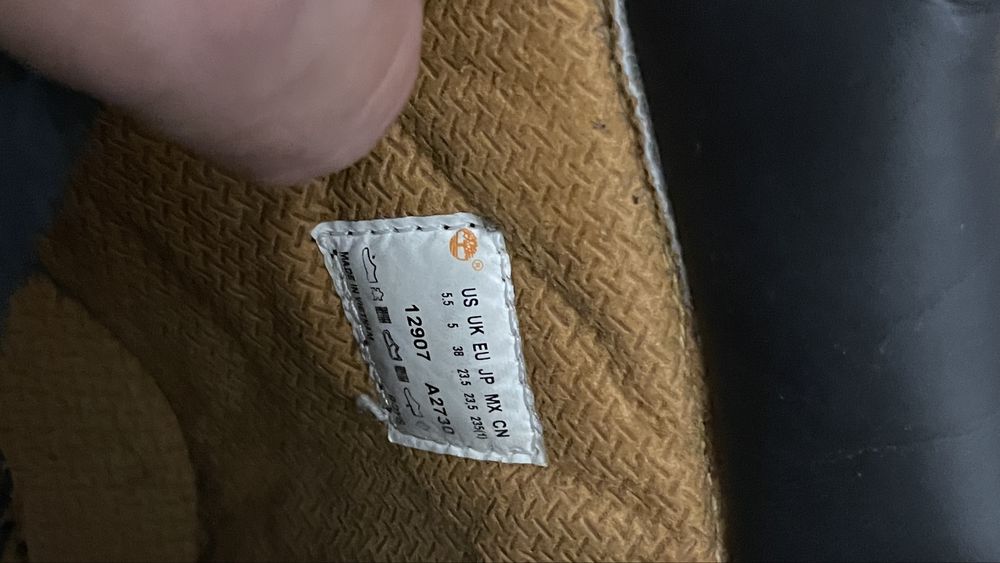 ®
US UK EU JP MX CN
5.5 5 38 23.5 23,5 235(1)
12907 A2730
MADE IN VIETNAM